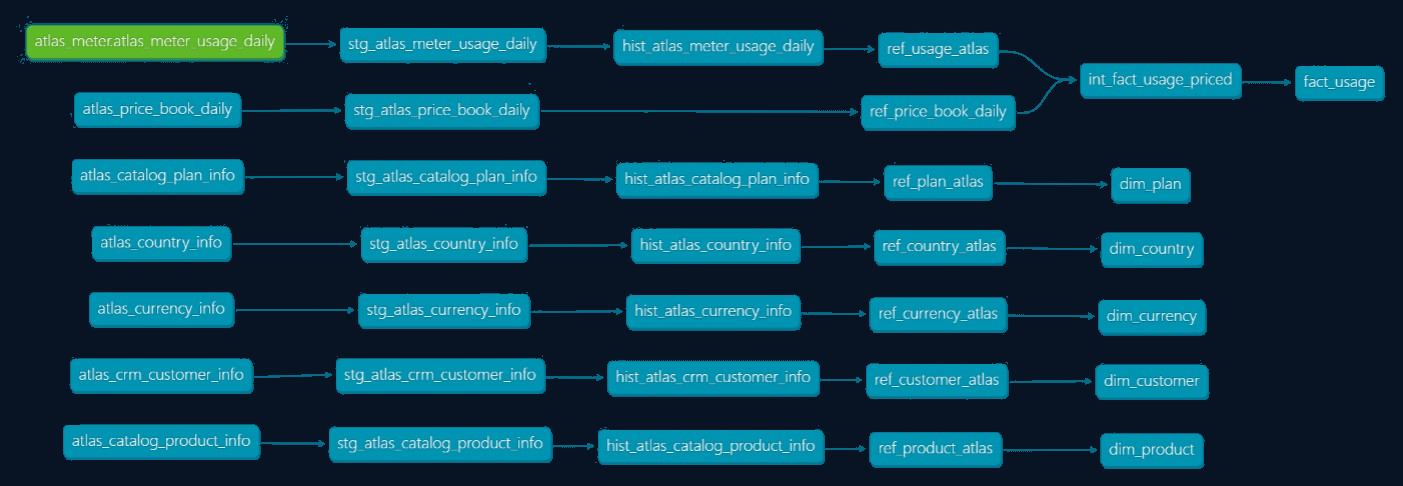 atlas_meter.atlas_meter_usage_daily
stg_atlas_meter_usage_daily
hist_atlas_meter_usage_daily
ref_usage_atlas
int_fact_usage_priced
fact_usage
atlas_price_book_daily
stg_atlas_price_book_daily
ref_price_book_daily
atlas_catalog_plan_info
stg_atlas_catalog_plan_info
hist_atlas_catalog_plan_info
ref_plan_atlas
dim_plan
atlas_country_info
stg_atlas_country_info
hist_atlas_country_info
ref_country_atlas
dim_country
atlas_currency_info
stg_atlas_currency_info
hist_atlas_currency_info
ref_currency_atlas
dim_currency
atlas_crm_customer_info
stg_atlas_crm_customer_info
hist_atlas_crm_customer_info
ref_customer_atlas
dim_customer
atlas_catalog_product_info
stg_atlas_catalog_product_info
hist_atlas_catalog_product_info
ref_product_atlas
dim_product